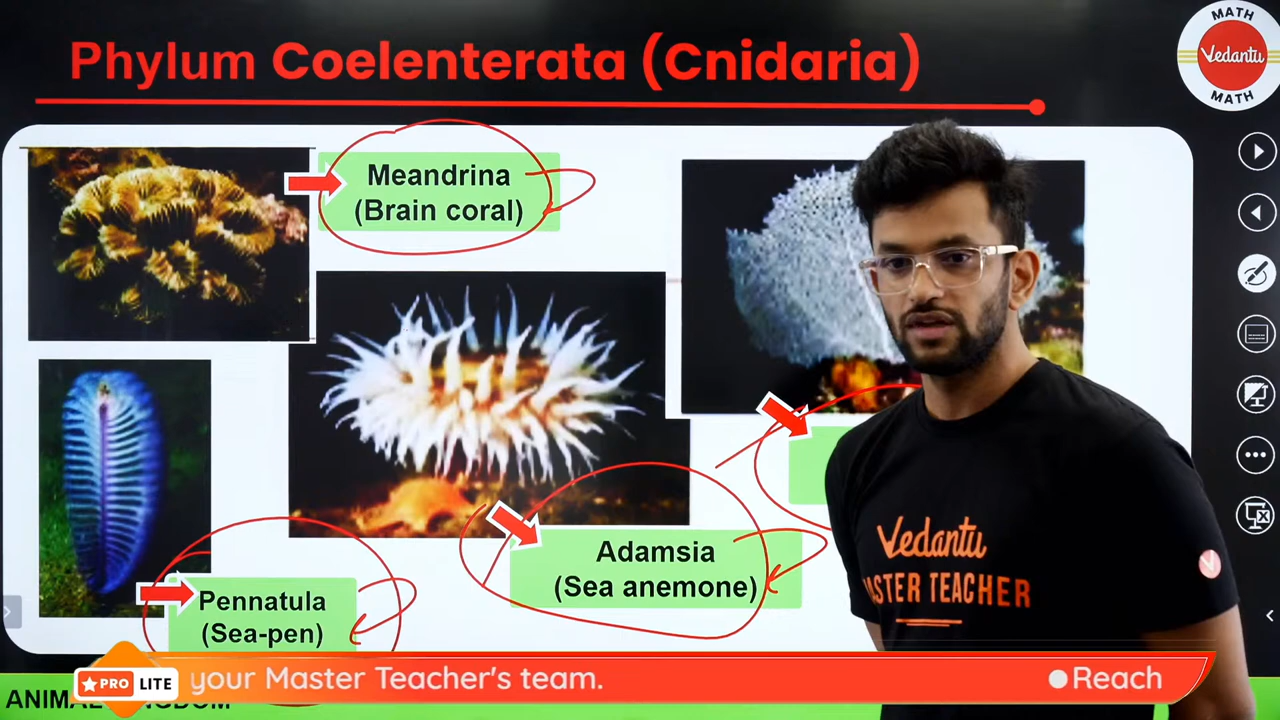 Phylum Coelenterata (Cnidaria)
MATH
Vedantu
MATH
Meandrina
(Brain coral)
Adamsia
(Sea anemone)
Pennatula
(Sea-pen)
Vedantu
MASTER TEACHER
PRO LITE
your Master Teacher's team.
Reach